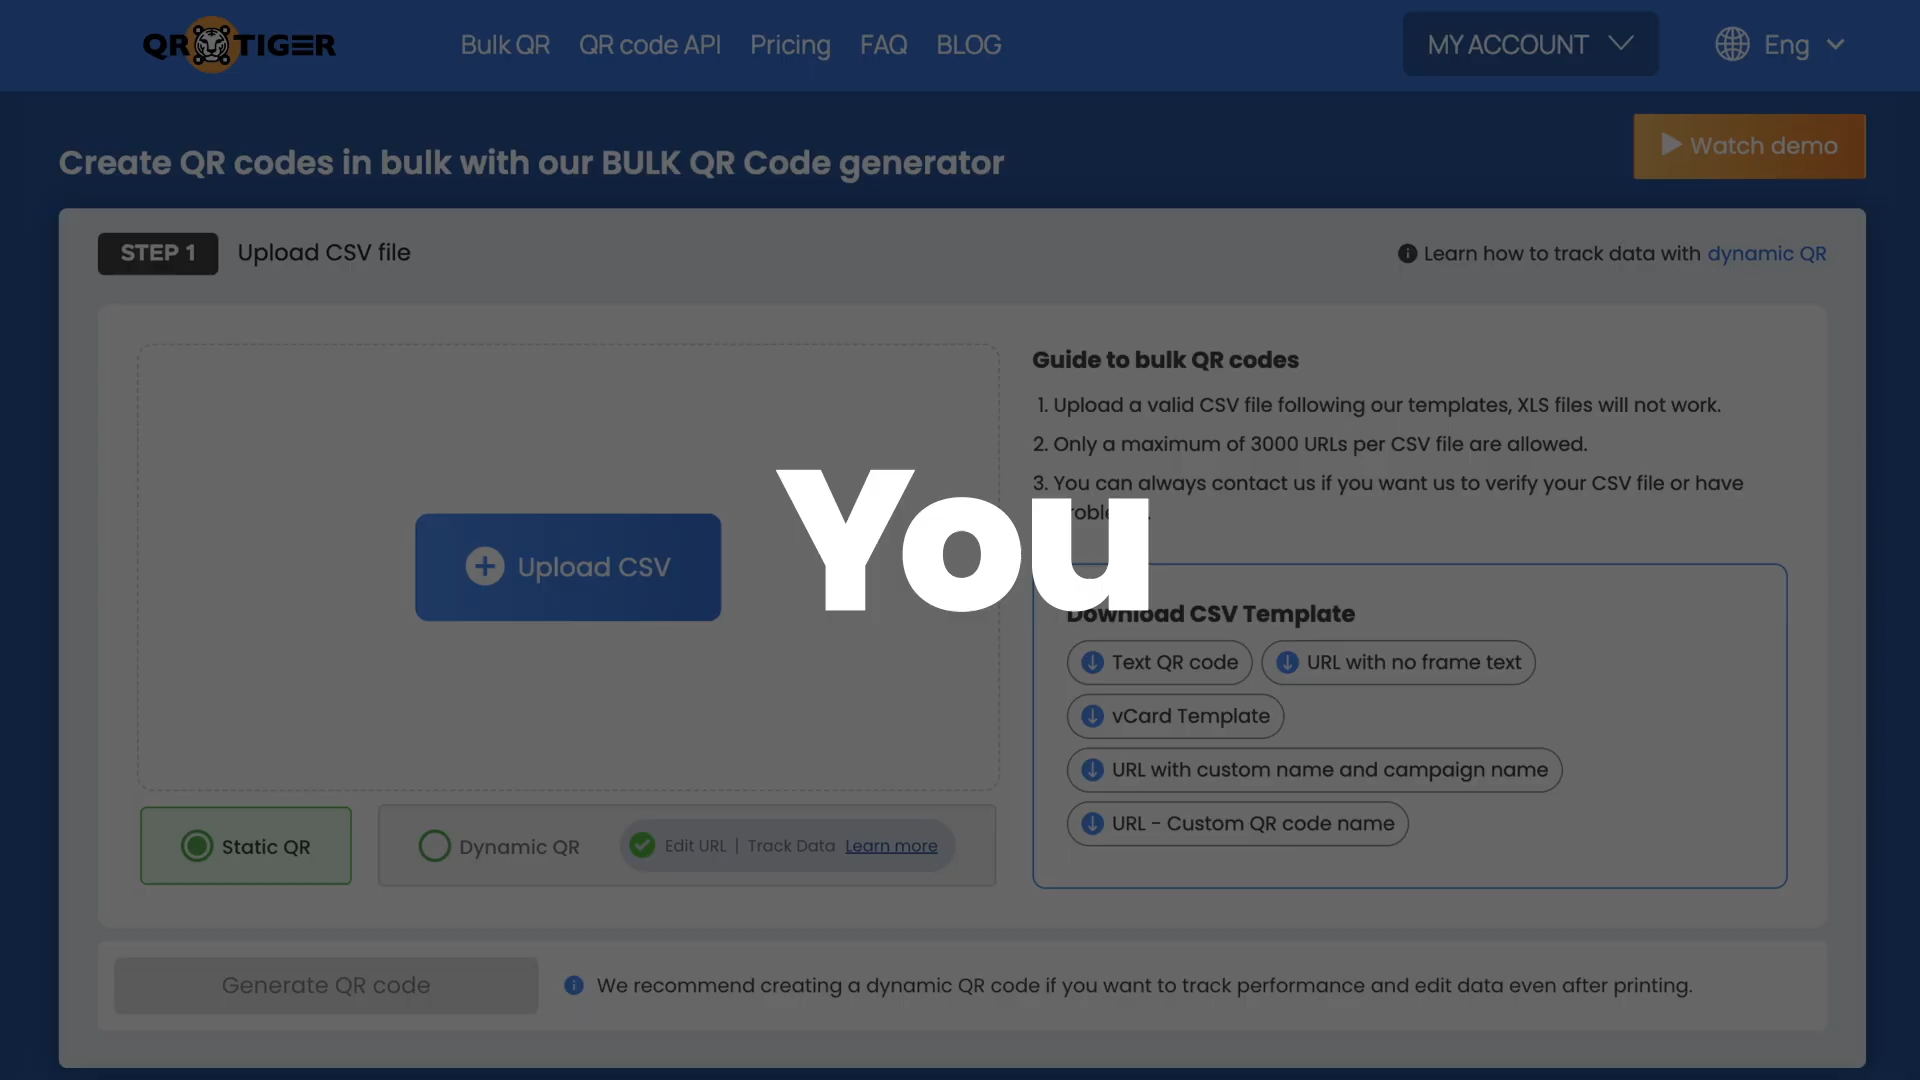 QR TIGER
Bulk QR
QR code API
Pricing
FAQ
BLOG
MY ACCOUNT
Eng
Create QR codes in bulk with our BULK QR Code generator
Watch demo
STEP 1
Upload CSV file
Learn how to track data with dynamic QR
Upload CSV
Guide to bulk QR codes
1. Upload a valid CSV file following our templates, XLS files will not work.
2. Only a maximum of 3000 URLs per CSV file are allowed.
3. You can always contact us if you want us to verify your CSV file or have
You
Download CSV Template
Text QR code
URL with no frame text
vCard Template
URL with custom name and campaign name
URL - Custom QR code name
Static QR
Dynamic QR
Edit URL | Track Data Learn more
Generate QR code
We recommend creating a dynamic QR code if you want to track performance and edit data even after printing.